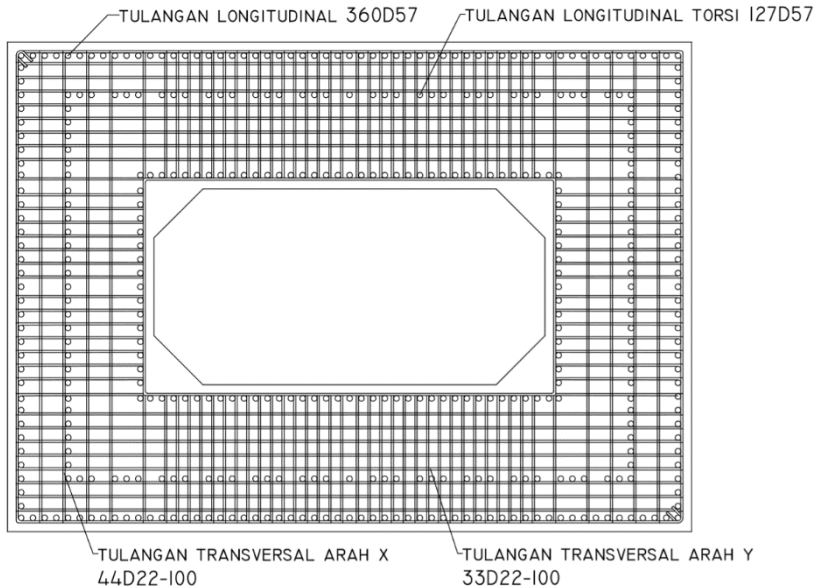 TULANGAN LONGITUDINAL 360D57
TULANGAN LONGITUDINAL TORSI 127D57
TULANGAN TRANSVERSAL ARAH X
44D22-100
TULANGAN TRANSVERSAL ARAH Y
33D22-100